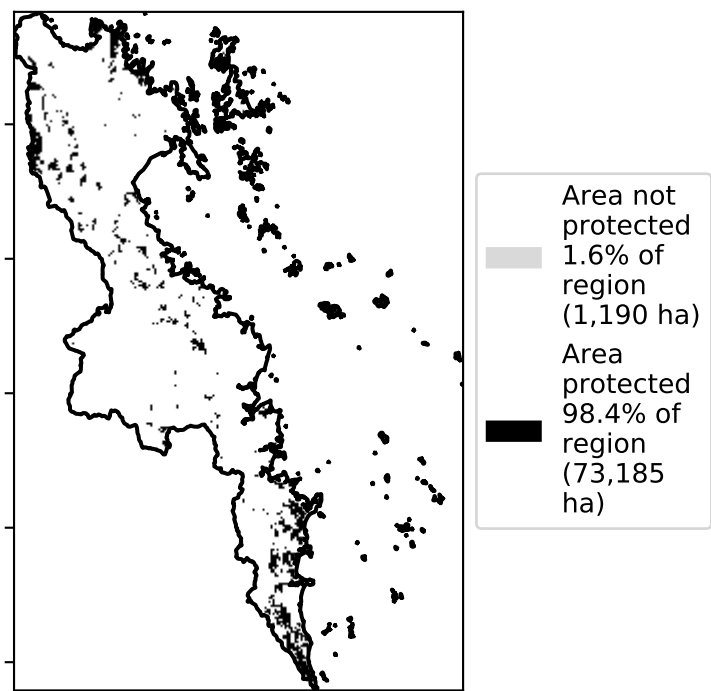 Area not
protected
1.6% of
region
(1,190 ha)
Area
protected
98.4% of
region
(73,185
ha)